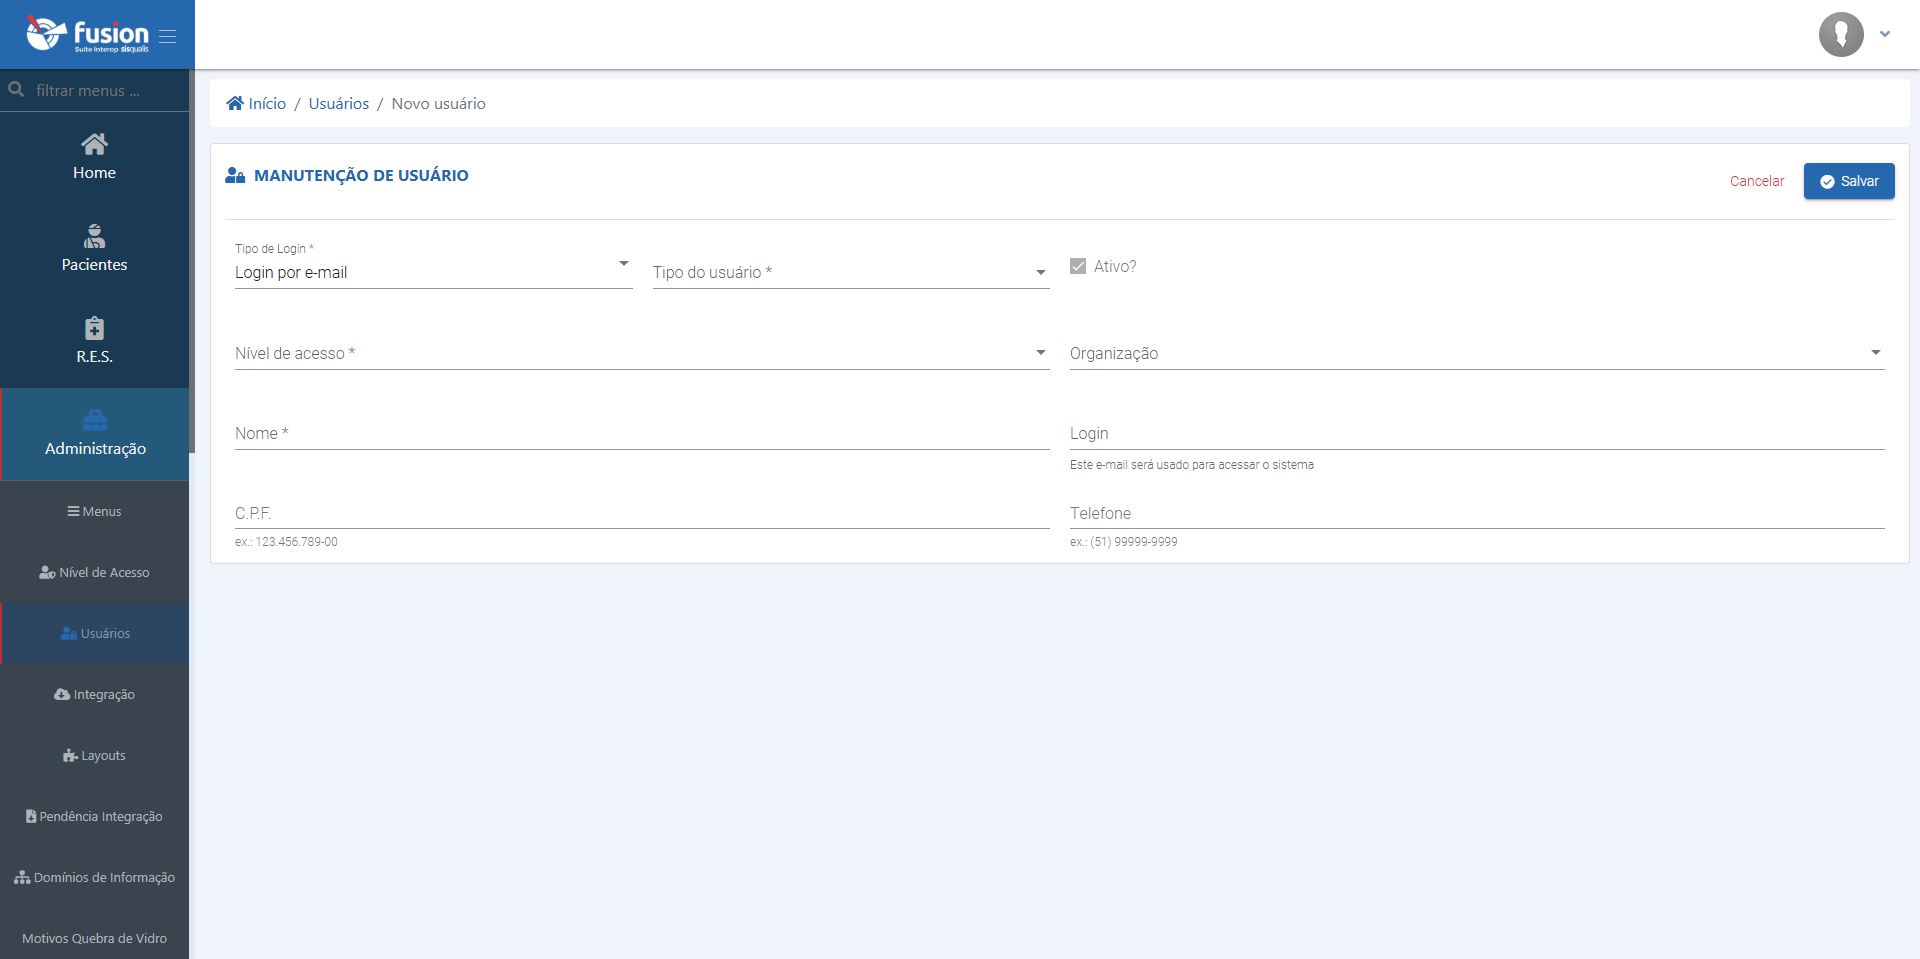 fusion
Suite Interop sisqualis
filtrar menus ...
Home
Pacientes
R.E.S.
Administração
Menus
Nível de Acesso
Usuários
Integração
Layouts
Pendência Integração
Domínios de Informação
Motivos Quebra de Vidro
Início / Usuários / Novo usuário
MANUTENÇÃO DE USUÁRIO
Cancelar
Salvar
Tipo de Login *
Login por e-mail
Tipo do usuário *
Ativo?
Nível de acesso *
Organização
Nome *
Login
Este e-mail será usado para acessar o sistema
C.P.F.
ex.: 123.456.789-00
Telefone
ex.: (51) 99999-9999